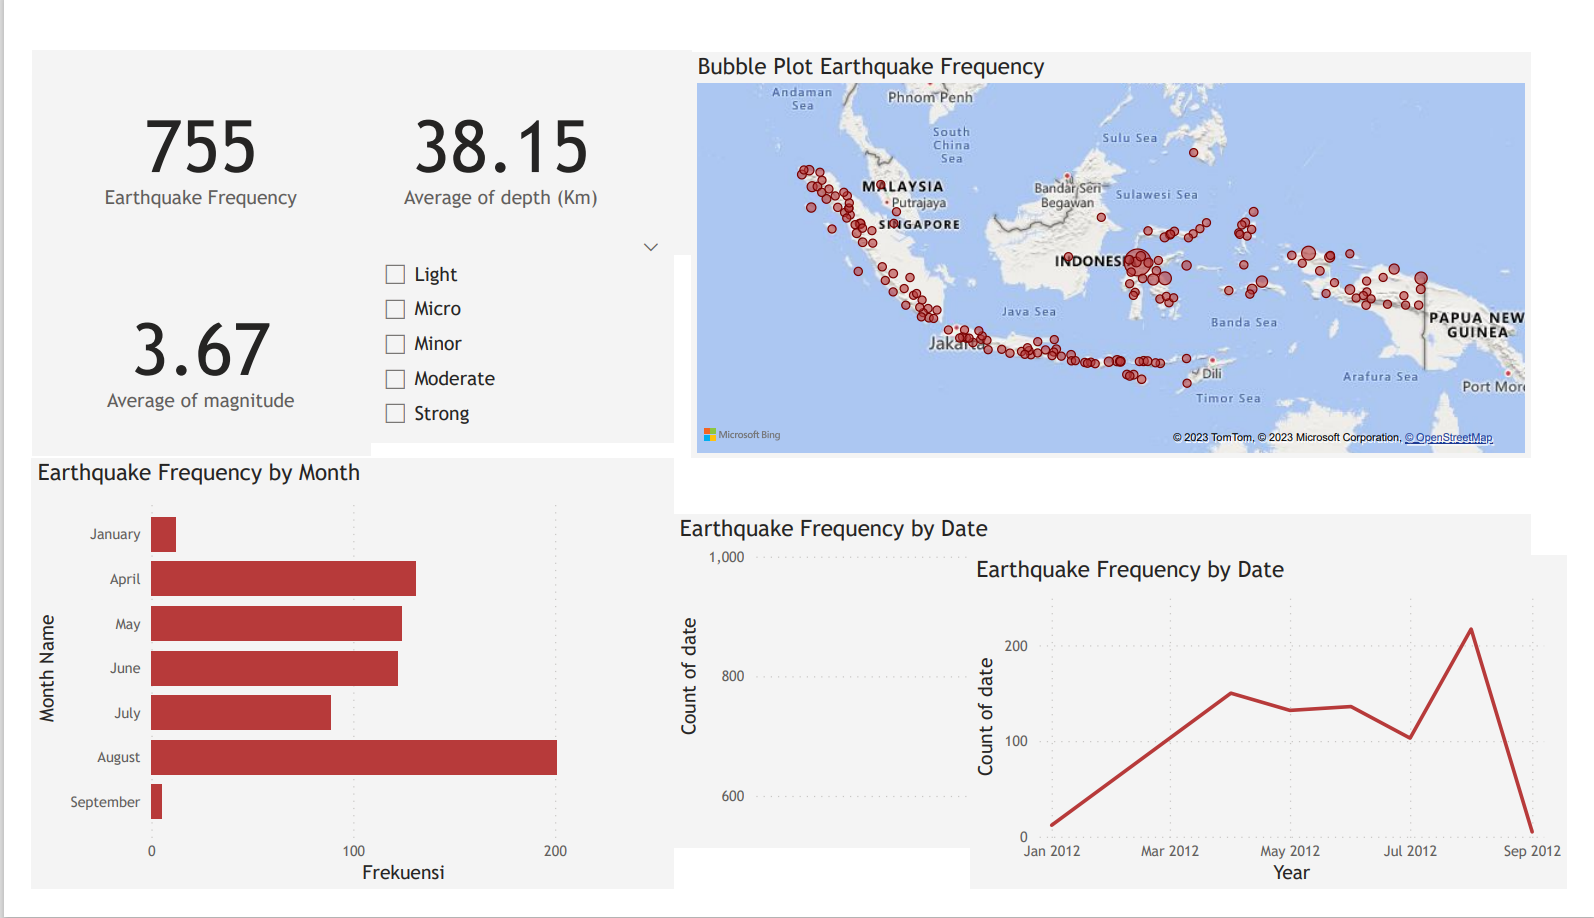 755
Earthquake Frequency
38.15
Average of depth (Km)
3.67
Average of magnitude
Light
Micro
Minor
Moderate
Strong
Bubble Plot Earthquake Frequency
Andaman
Sea
Phnom Penh
South
China
Sea
Sulu Sea
MALAYSIA
Putrajaya
Bandar Seri
Begawan
Sulawesi Sea
SINGAPORE
INDONESI
Java Sea
Banda Sea
PAPUA NEW
GUINEA
Jakarta
Dili
Arafura Sea
Port Mor
Timor Sea
Microsoft Bing
© 2023 TomTom, © 2023 Microsoft Corporation, © OpenStreetMap
Earthquake Frequency by Month
Month Name
January
April
May
June
July
August
September
0
100
200
Frekuensi
Earthquake Frequency by Date
Count of date
1,000
800
600
Earthquake Frequency by Date
Count of date
200
100
0
Jan 2012
Mar 2012
May 2012
Jul 2012
Sep 2012
Year